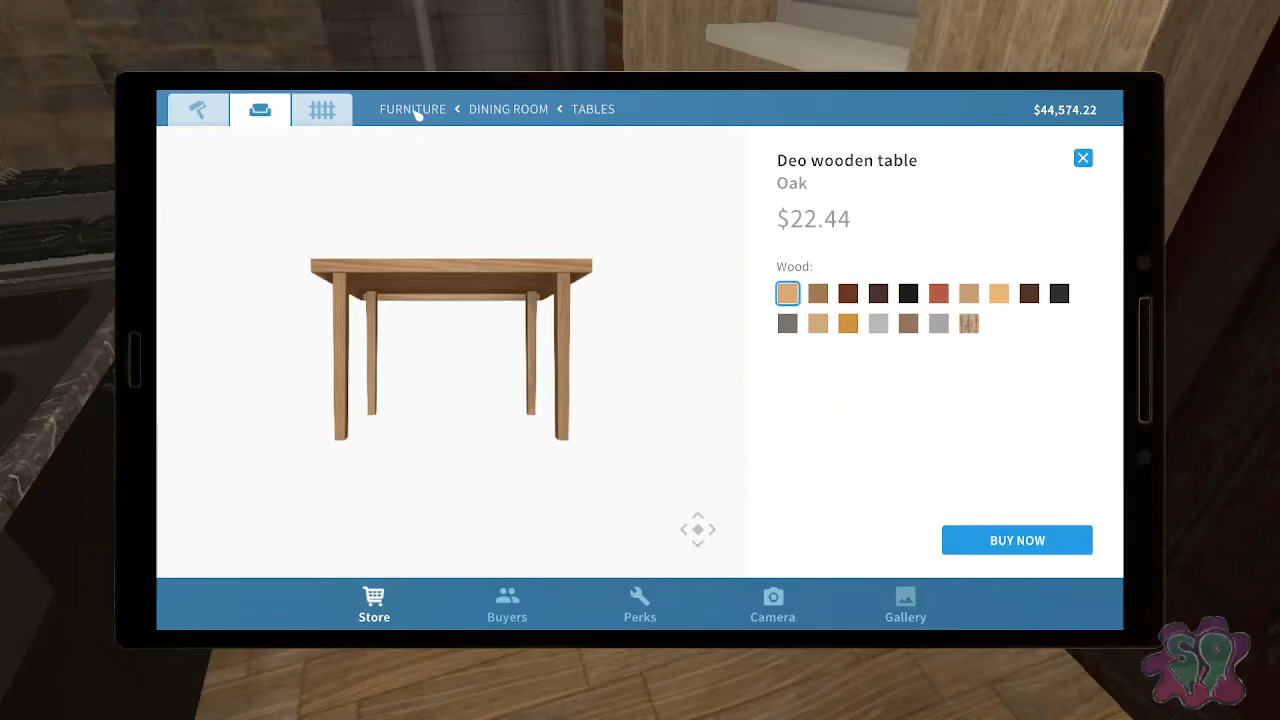 FURNITURE < DINING ROOM < TABLES
$44,574.22
Deo wooden table
Oak
$22.44
Wood:
BUY NOW
Store
Buyers
Perks
Camera
Gallery
S9